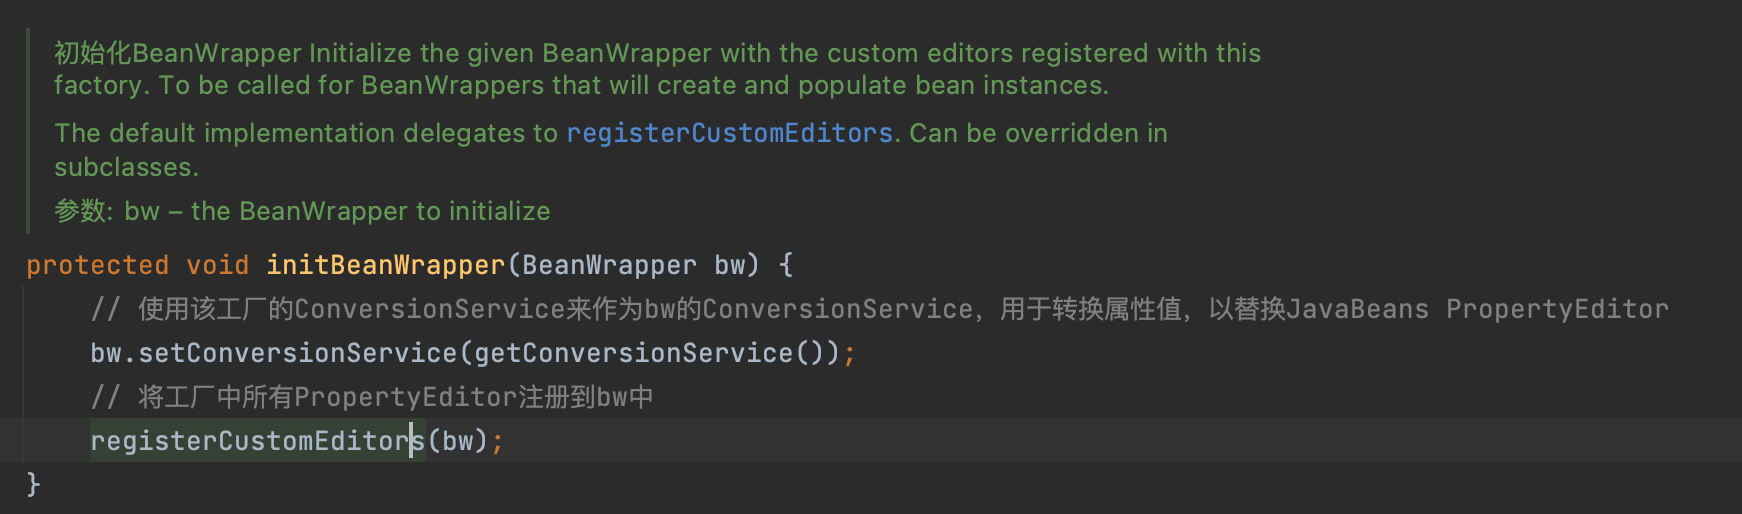 初始化BeanWrapper Initialize the given BeanWrapper with the custom editors registered with this
factory. To be called for BeanWrappers that will create and populate bean instances.
The default implementation delegates to registerCustomEditors. Can be overridden in
subclasses.
参数: bw – the BeanWrapper to initialize
protected void initBeanWrapper(BeanWrapper bw) {
// 使用该工厂的ConversionService来作为bw的ConversionService，用于转换属性值，以替换JavaBeans PropertyEditor
bw.setConversionService(getConversionService());
// 将工厂中所有PropertyEditor注册到bw中
registerCustomEditors(bw);
}